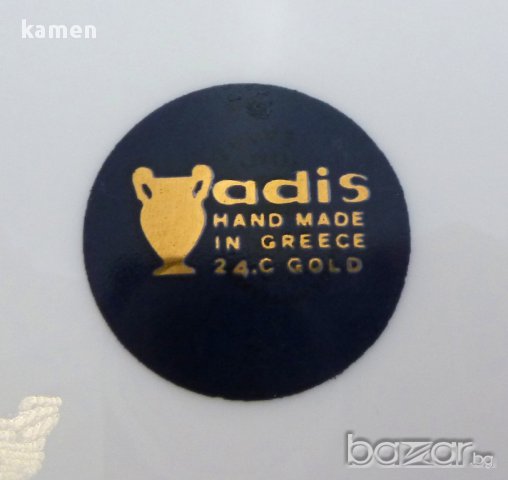 kamen
adis
HAND MADE
IN GREECE
24.C GOLD
bazar.bg